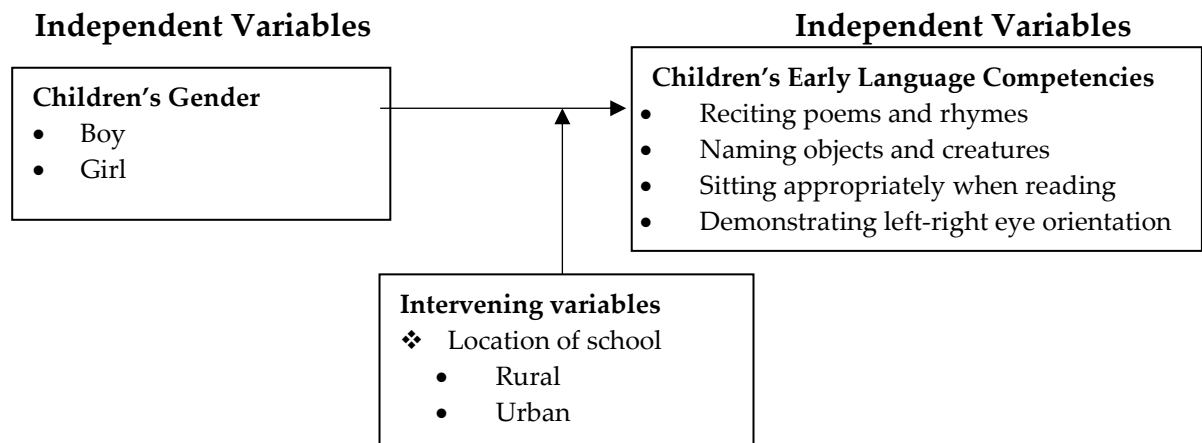 Independent Variables
Independent Variables
Children's Gender
• Boy
• Girl
Children's Early Language Competencies
• Reciting poems and rhymes
• Naming objects and creatures
• Sitting appropriately when reading
• Demonstrating left-right eye orientation
Intervening variables
❖ Location of school
• Rural
• Urban